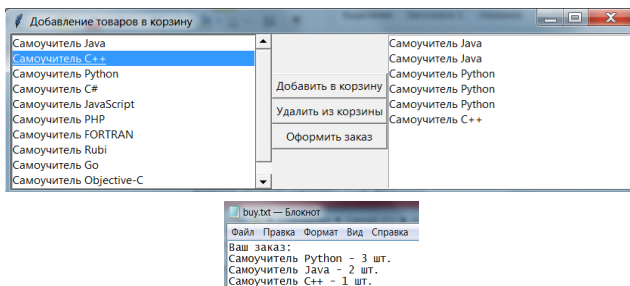 Добавление товаров в корзину
Самоучитель Java
Самоучитель C++
Самоучитель Python
Самоучитель C#
Самоучитель JavaScript
Самоучитель PHP
Самоучитель FORTRAN
Самоучитель Rubi
Самоучитель Go
Самоучитель Objective-C
Добавить в корзину
Удалить из корзины
Оформить заказ
Самоучитель Java
Самоучитель Java
Самоучитель Python
Самоучитель Python
Самоучитель Python
Самоучитель C++
buy.txt — Блокнот
Файл Правка Формат Вид Справка
Ваш заказ:
Самоучитель Python - 3 шт.
Самоучитель Java - 2 шт.
Самоучитель C++ - 1 шт.